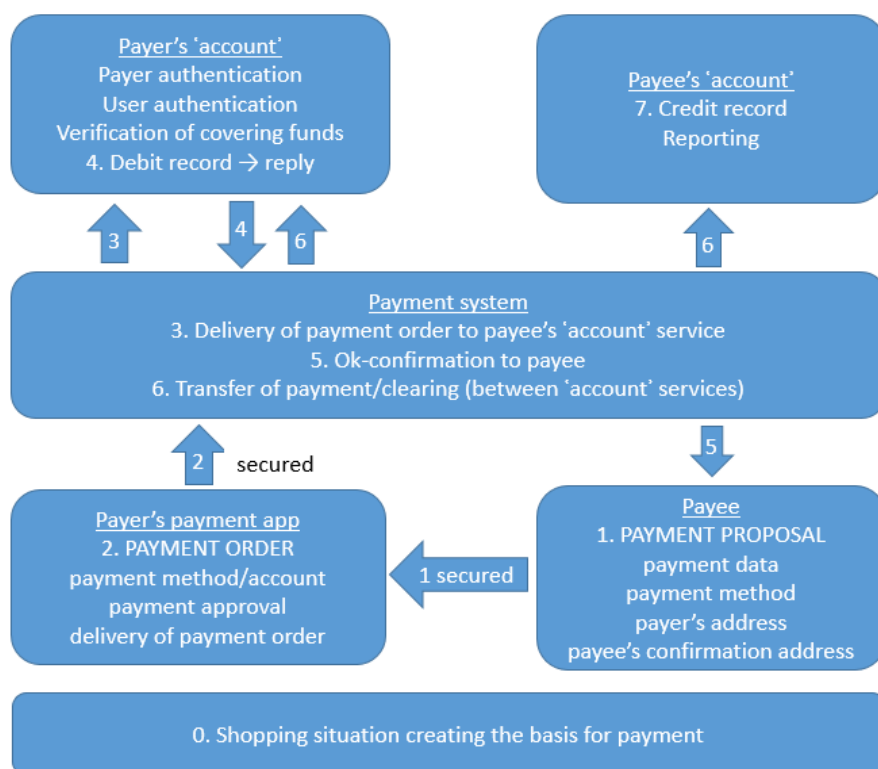 Payer's 'account'
Payer authentication
User authentication
Verification of covering funds
4. Debit record → reply
Payee's 'account'
7. Credit record
Reporting
3
4
6
6
Payment system
3. Delivery of payment order to payee's 'account' service
5. Ok-confirmation to payee
6. Transfer of payment/clearing (between 'account' services)
2
secured
5
Payer's payment app
2. PAYMENT ORDER
payment method/account
payment approval
delivery of payment order
1 secured
Payee
1. PAYMENT PROPOSAL
payment data
payment method
payer's address
payee's confirmation address
0. Shopping situation creating the basis for payment